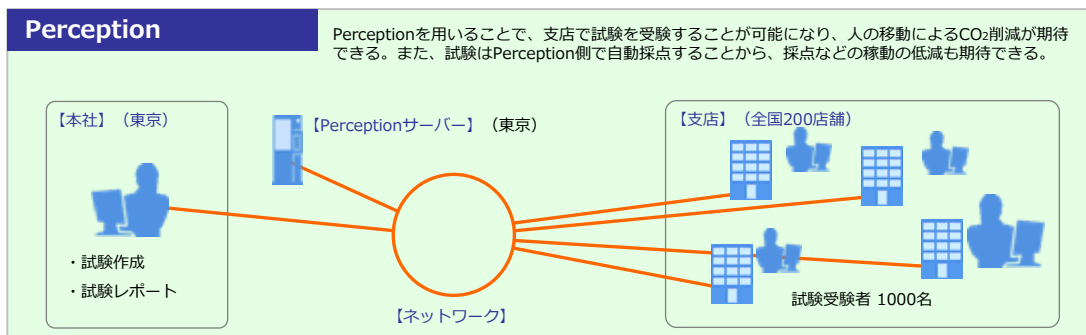 Perception
Perceptionを用いることで、支店で試験を受験することが可能になり、人の移動によるCO₂削減が期待
できる。また、試験はPerception側で自動採点することから、採点などの稼動の低減も期待できる。
【本社】（東京）
【Perceptionサーバー】（東京）
【支店】（全国200店舗）
・試験作成
・試験レポート
【ネットワーク】
試験受験者 1000名